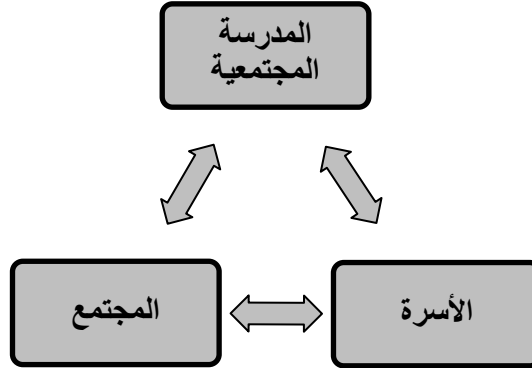 المدرسة
المجتمعية
الأسرة
المجتمع